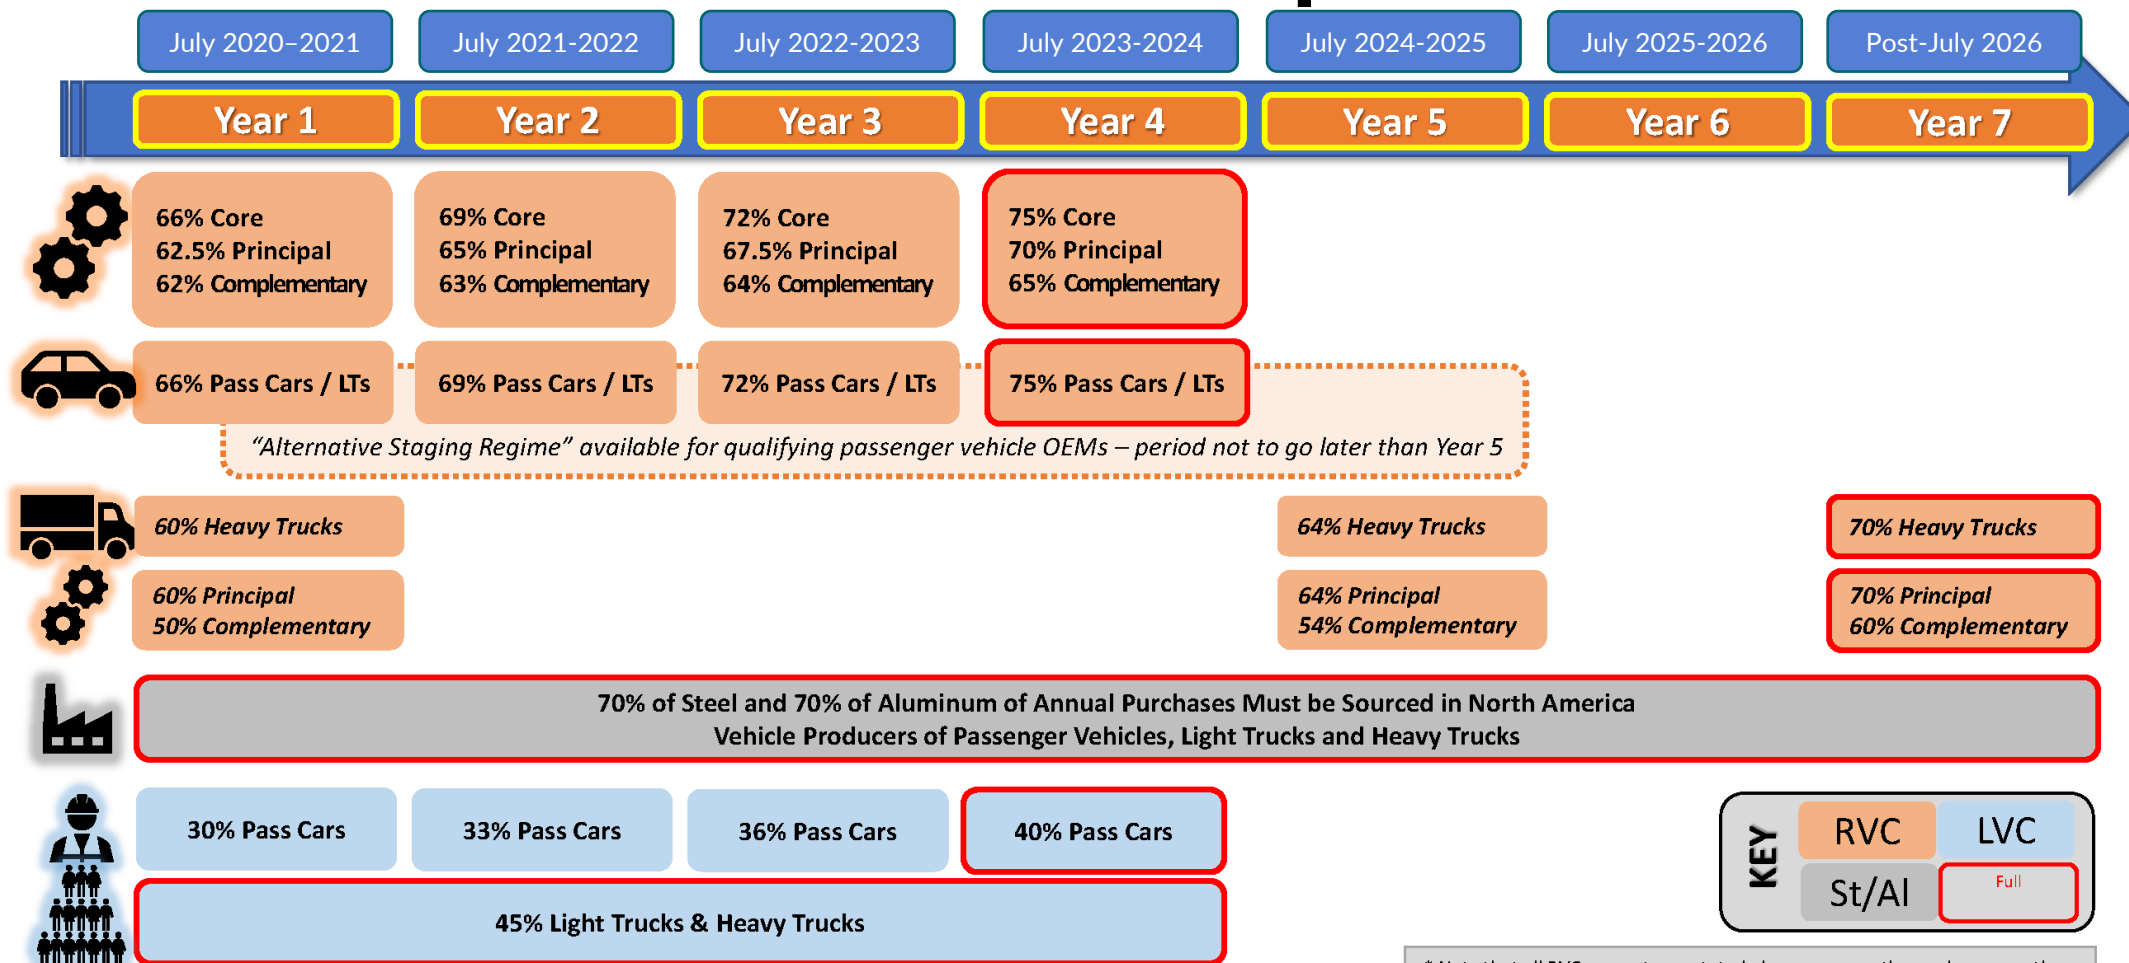 July 2020–2021
July 2021-2022
July 2022-2023
July 2023-2024
July 2024-2025
July 2025-2026
Post-July 2026
Year 1
Year 2
Year 3
Year 4
Year 5
Year 6
Year 7
66% Core
62.5% Principal
62% Complementary
69% Core
65% Principal
63% Complementary
72% Core
67.5% Principal
64% Complementary
75% Core
70% Principal
65% Complementary
66% Pass Cars / LTs
69% Pass Cars / LTs
72% Pass Cars / LTs
75% Pass Cars / LTs
“Alternative Staging Regime” available for qualifying passenger vehicle OEMs – period not to go later than Year 5
60% Heavy Trucks
64% Heavy Trucks
70% Heavy Trucks
60% Principal
50% Complementary
64% Principal
54% Complementary
70% Principal
60% Complementary
70% of Steel and 70% of Aluminum of Annual Purchases Must be Sourced in North America
Vehicle Producers of Passenger Vehicles, Light Trucks and Heavy Trucks
30% Pass Cars
33% Pass Cars
36% Pass Cars
40% Pass Cars
45% Light Trucks & Heavy Trucks
KEY
RVC
LVC
St/Al
Full